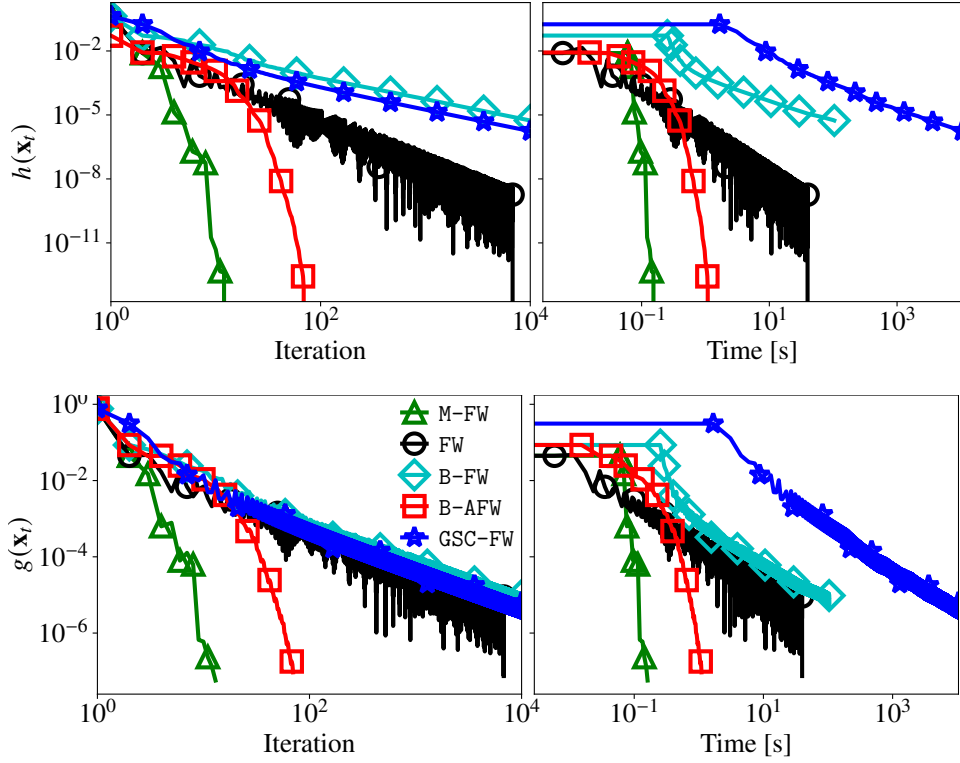 h(x_t)
10^{-2}
10^{-5}
10^{-8}
10^{-11}
10^0 10^2 10^4
Iteration
10^{-1} 10^1 10^3
Time [s]
g(x_t)
10^0
10^{-2}
10^{-4}
10^{-6}
M-FW
FW
B-FW
B-AFW
GSC-FW
10^0 10^2 10^4
Iteration
10^{-1} 10^1 10^3
Time [s]